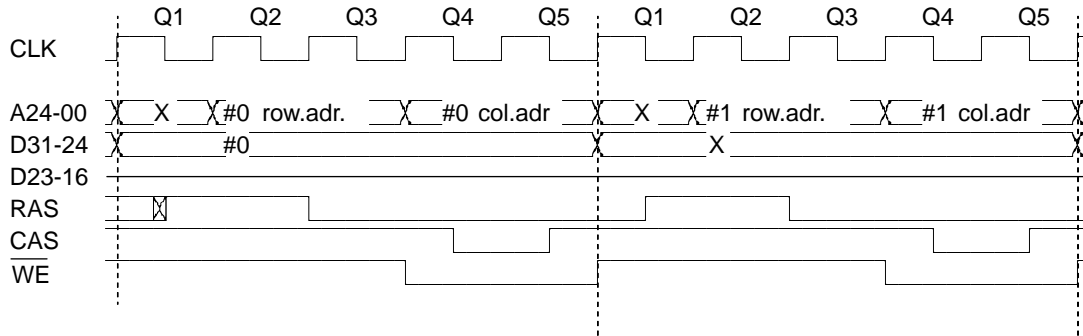 Q1 Q2 Q3 Q4 Q5 Q1 Q2 Q3 Q4 Q5
CLK
A24-00 X #0 row.adr. #0 col.adr X #1 row.adr. #1 col.adr
D31-24 #0 X
D23-16
RAS
CAS
WE